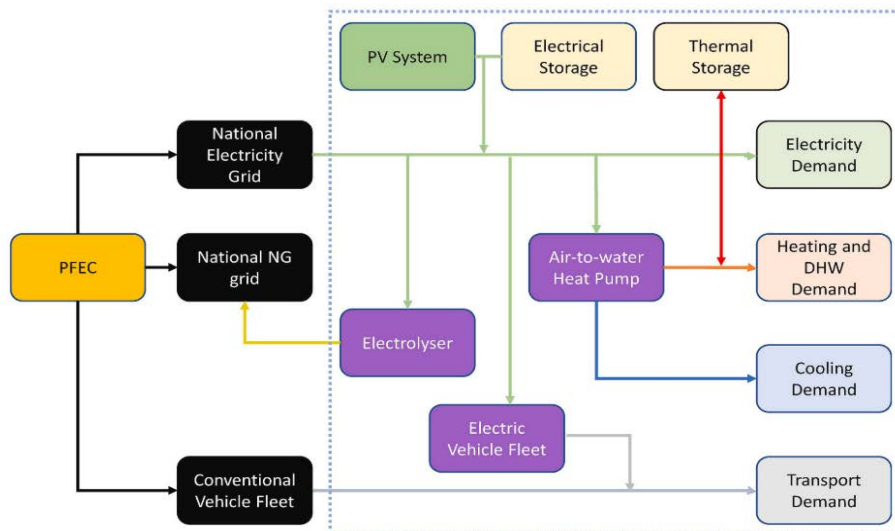 PV System
Electrical
Storage
Thermal
Storage
National
Electricity
Grid
Electricity
Demand
PFEC
National NG
grid
Air-to-water
Heat Pump
Heating and
DHW
Demand
Electrolyser
Cooling
Demand
Electric
Vehicle Fleet
Conventional
Vehicle Fleet
Transport
Demand